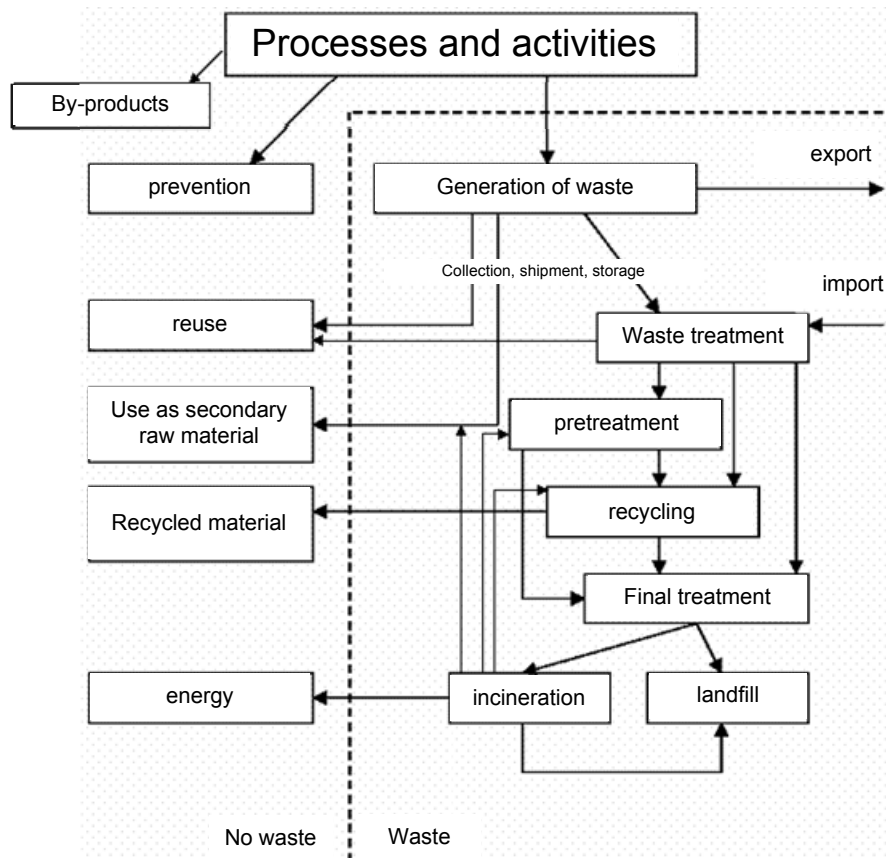 Processes and activities
By-products
export
prevention
Generation of waste
Collection, shipment, storage
import
reuse
Waste treatment
Use as secondary
raw material
pretreatment
Recycled material
recycling
Final treatment
energy
incineration
landfill
No waste
Waste